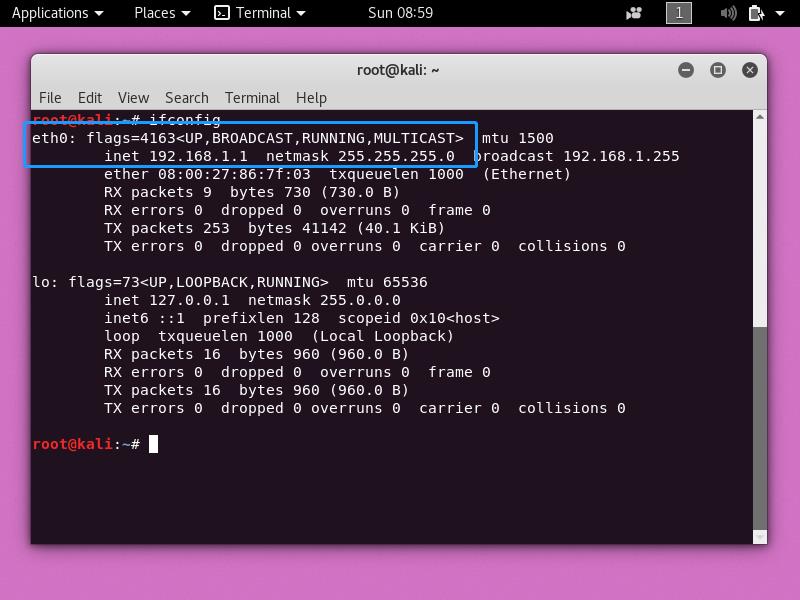 Applications Places Terminal Sun 08:59 1
root@kali: ~
File Edit View Search Terminal Help
root@kali:~# ifconfig
eth0: flags=4163<UP,BROADCAST,RUNNING,MULTICAST>  mtu 1500
        inet 192.168.1.1  netmask 255.255.255.0  broadcast 192.168.1.255
        ether 08:00:27:86:7f:03  txqueuelen 1000  (Ethernet)
        RX packets 9  bytes 730 (730.0 B)
        RX errors 0  dropped 0  overruns 0  frame 0
        TX packets 253  bytes 41142 (40.1 KiB)
        TX errors 0  dropped 0 overruns 0  carrier 0  collisions 0
lo: flags=73<UP,LOOPBACK,RUNNING>  mtu 65536
        inet 127.0.0.1  netmask 255.0.0.0
        inet6 ::1  prefixlen 128  scopeid 0x10<host>
        loop  txqueuelen 1000  (Local Loopback)
        RX packets 16  bytes 960 (960.0 B)
        RX errors 0  dropped 0  overruns 0  frame 0
        TX packets 16  bytes 960 (960.0 B)
        TX errors 0  dropped 0 overruns 0  carrier 0  collisions 0
root@kali:~#